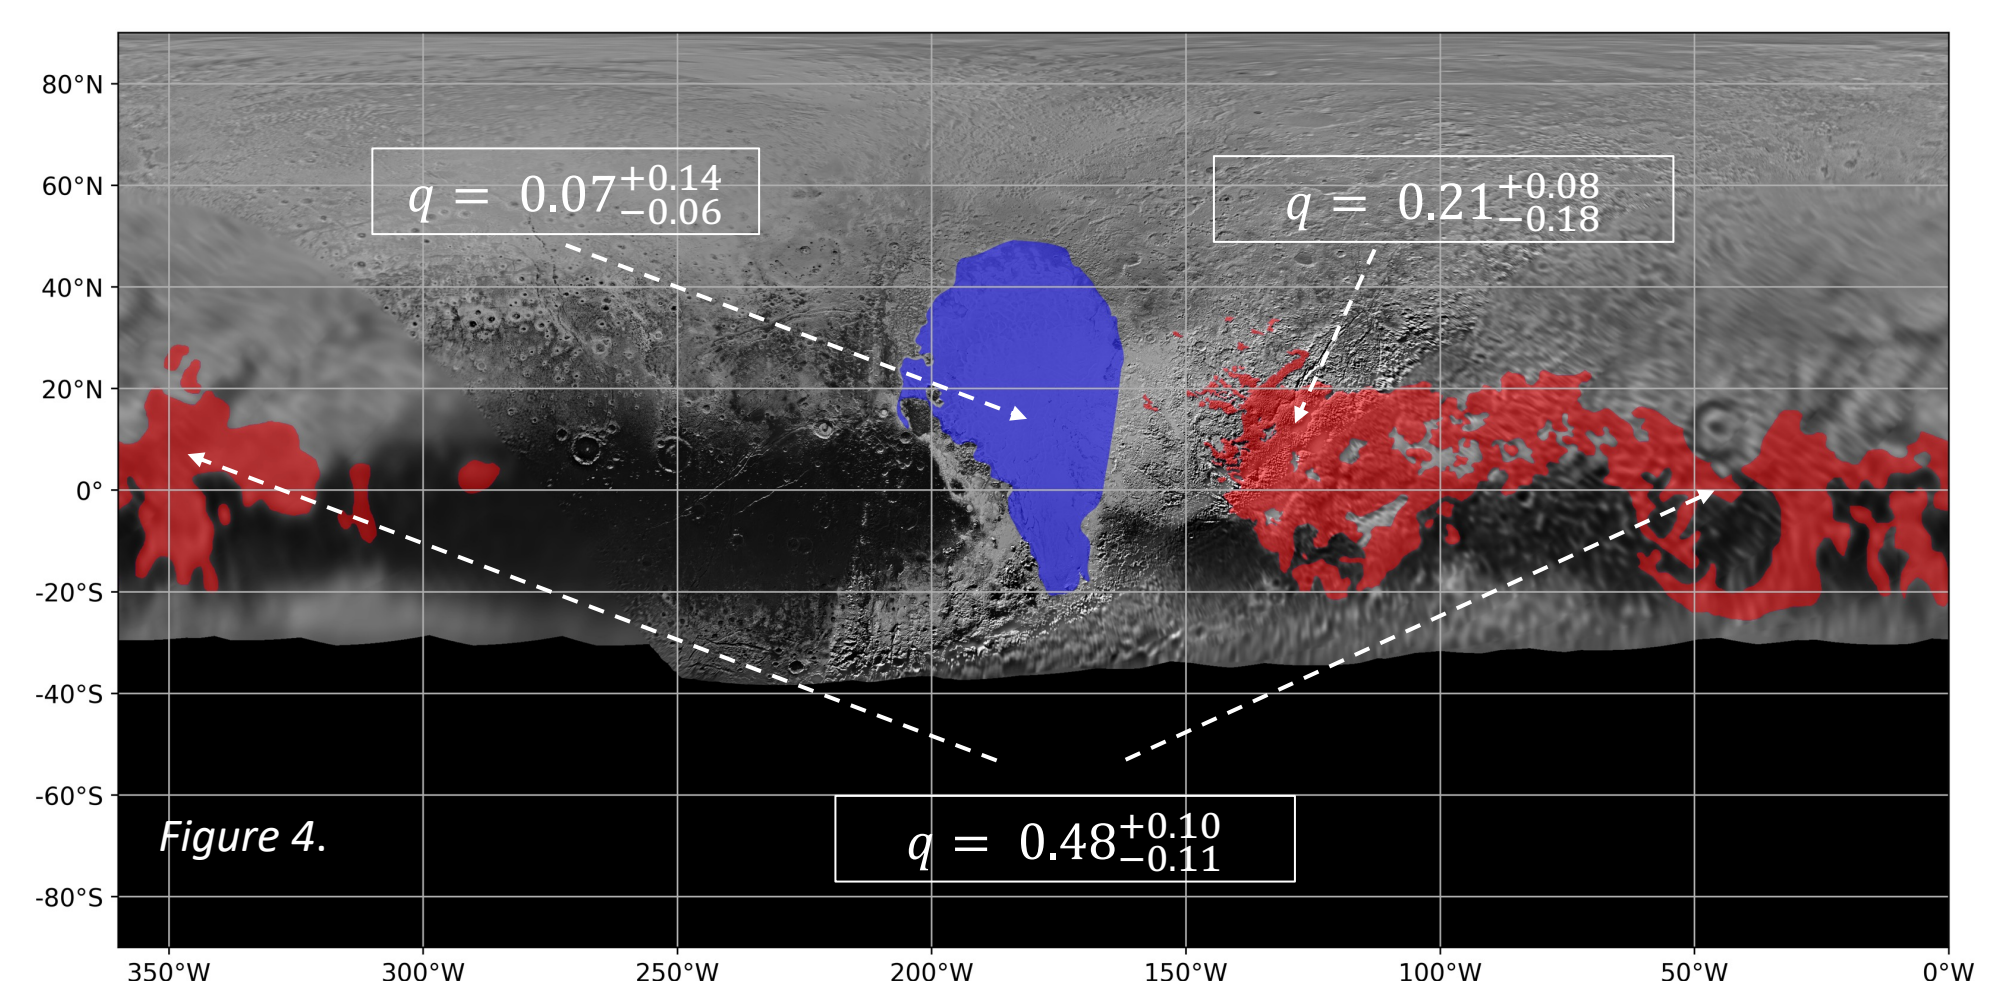 80°N
60°N
40°N
20°N
0°
-20°S
-40°S
-60°S
-80°S
q = 0.07+0.14−0.06
q = 0.21+0.08−0.18
q = 0.48+0.10−0.11
Figure 4.
350°W 300°W 250°W 200°W 150°W 100°W 50°W 0°W